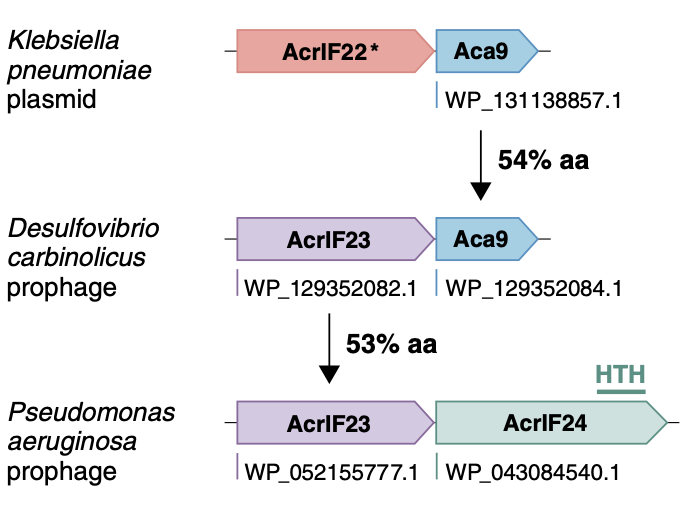 Klebsiella
pneumoniae
plasmid
AcrIF22*
Aca9
WP_131138857.1
54% aa
Desulfovibrio
carbinolicus
prophage
AcrIF23
Aca9
WP_129352082.1
WP_129352084.1
53% aa
HTH
Pseudomonas
aeruginosa
prophage
AcrIF23
AcrIF24
WP_052155777.1
WP_043084540.1